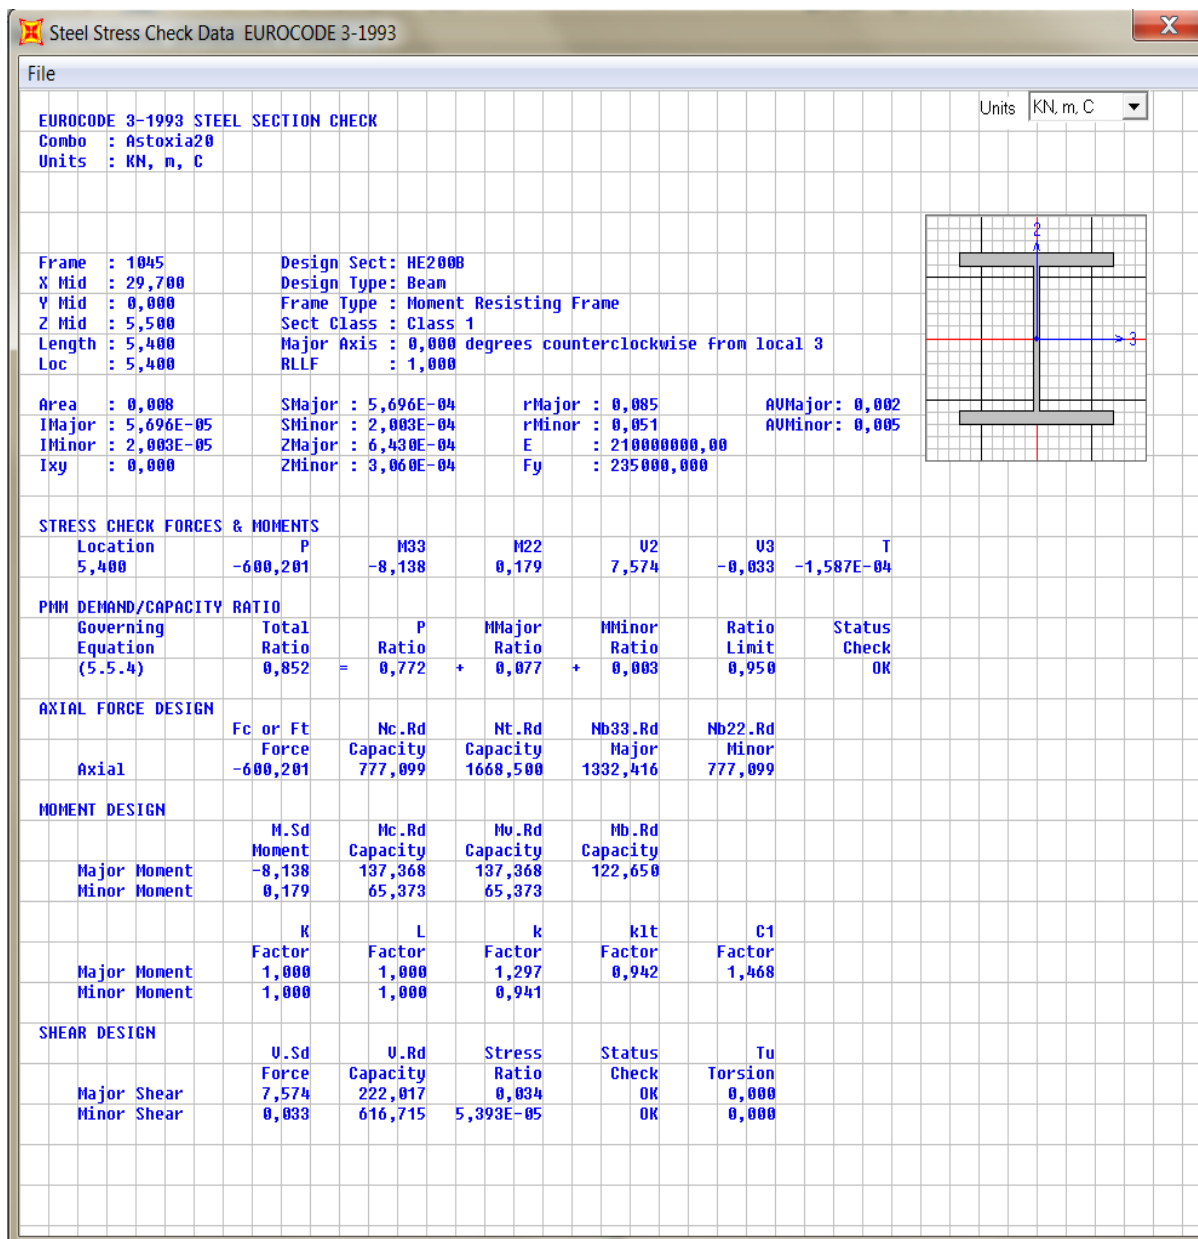 Steel Stress Check Data EUROCODE 3-1993
X
File
Units KN, m, C
EUROCODE 3-1993 STEEL SECTION CHECK
Combo : Astoxia20
Units : KN, m, C
2
3
Frame : 1045 Design Sect: HE200B
X Mid : 29,700 Design Type: Beam
Y Mid : 0,000 Frame Type : Moment Resisting Frame
Z Mid : 5,500 Sect Class : Class 1
Length : 5,400 Major Axis : 0,000 degrees counterclockwise from local 3
Loc : 5,400 RLLF : 1,000
Area : 0,008 SMajor : 5,696E-04 rMajor : 0,085 AVMajor: 0,002
IMajor : 5,696E-05 SMinor : 2,003E-04 rMinor : 0,051 AVMinor: 0,005
IMinor : 2,003E-05 ZMajor : 6,430E-04 E : 210000000,00
Ixy : 0,000 ZMinor : 3,060E-04 Fy : 235000,000
STRESS CHECK FORCES & MOMENTS
Location P M33 M22 V2 V3 T
5,400 -600,201 -8,138 0,179 7,574 -0,033 -1,587E-04
PMM DEMAND/CAPACITY RATIO
Governing Total P MMajor MMinor Ratio Status
Equation Ratio Ratio Ratio Ratio Limit Check
(5.5.4) 0,852 = 0,772 + 0,077 + 0,003 0,950 OK
AXIAL FORCE DESIGN
Fc or Ft Nc.Rd Nt.Rd Nb33.Rd Nb22.Rd
Force Capacity Capacity Major Minor
Axial -600,201 777,099 1668,500 1332,416 777,099
MOMENT DESIGN
M.Sd Mc.Rd Mv.Rd Mb.Rd
Moment Capacity Capacity Capacity
Major Moment -8,138 137,368 137,368 122,650
Minor Moment 0,179 65,373 65,373
K L k klt C1
Factor Factor Factor Factor Factor
Major Moment 1,000 1,000 1,297 0,942 1,468
Minor Moment 1,000 1,000 0,941
SHEAR DESIGN
V.Sd V.Rd Stress Status Tu
Force Capacity Ratio Check Torsion
Major Shear 7,574 222,017 0,034 OK 0,000
Minor Shear 0,033 616,715 5,393E-05 OK 0,000